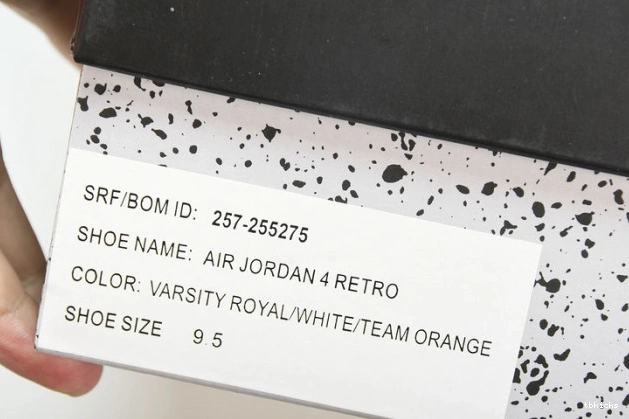 SRF/BOM ID: 257-255275
SHOE NAME: AIR JORDAN 4 RETRO
COLOR: VARSITY ROYAL/WHITE/TEAM ORANGE
SHOE SIZE 9.5